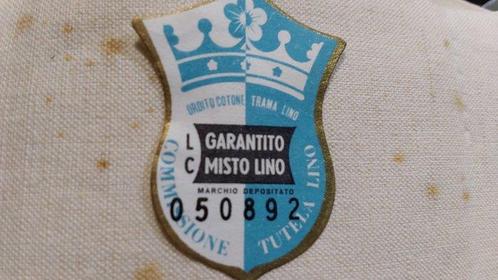 ORDITO COTONE TRAMA LINO
L GARANTITO
C MISTO LINO
MARCHIO DEPOSITATO
050892
COMMISSIONE TUTELA LINO